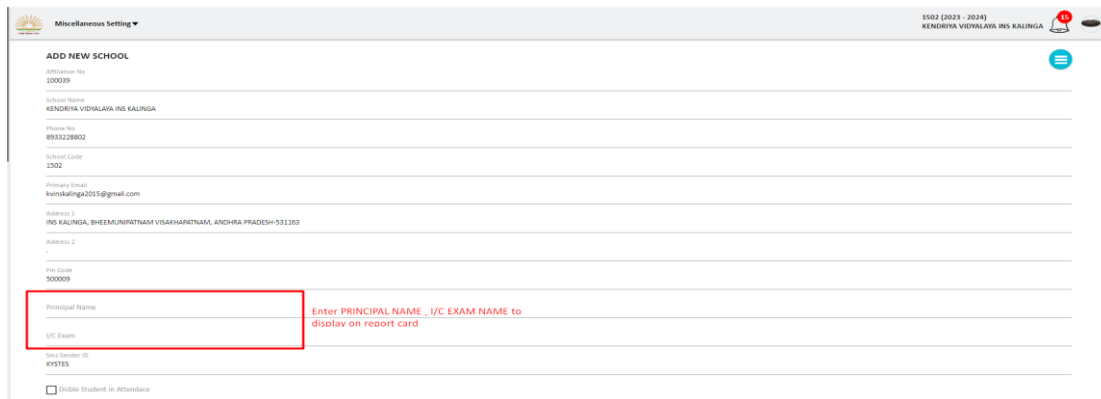 Miscellaneous Setting
1502 (2023 - 2024)
KENDRIYA VIDYALAYA INS KALINGA
15
ADD NEW SCHOOL
Affiliation No
100039
School Name
KENDRIYA VIDYALAYA INS KALINGA
Phone No
8933228802
School Code
1502
Primary Email
kvinskalinga2015@gmail.com
Address 1
INS KALINGA, BHEEMUNIPATNAM VISAKHAPATNAM, ANDHRA PRADESH-531163
Address 2
-
Pin Code
500009
Principal Name
Enter PRINCIPAL NAME , I/C EXAM NAME to
display on report card
I/C Exam
Sms Sender ID
KYSTES
Disble Student in Attendace